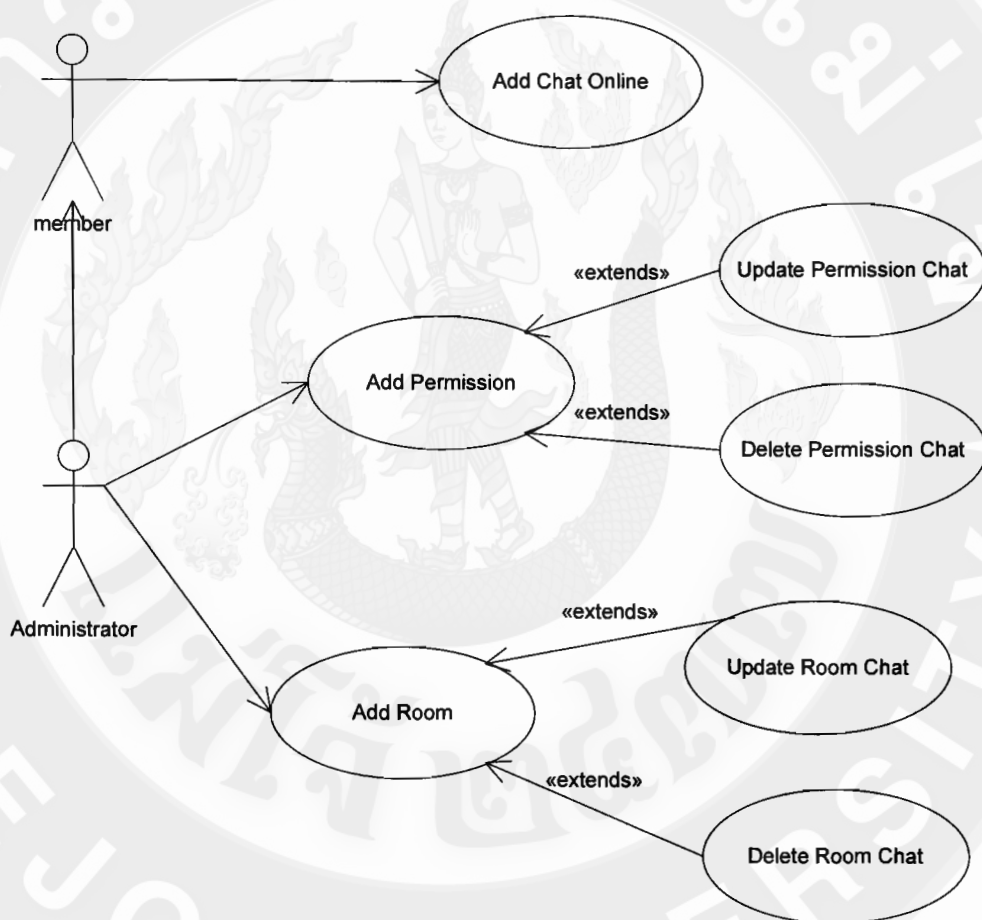 Add Chat Online
member
«extends»
Update Permission Chat
Add Permission
«extends»
Delete Permission Chat
Administrator
«extends»
Update Room Chat
Add Room
«extends»
Delete Room Chat